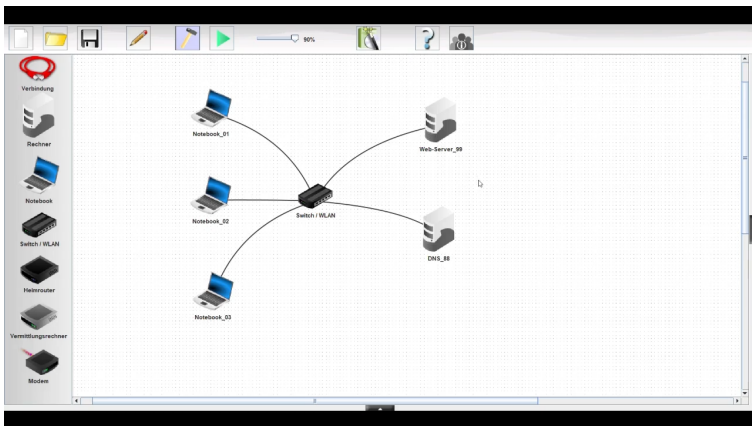 90%
Verbindung
Rechner
Notebook
Switch / WLAN
Heimrouter
Vermittlungsrechner
Modem
Notebook_01
Web-Server_99
Notebook_02
Switch / WLAN
DNS_88
Notebook_03